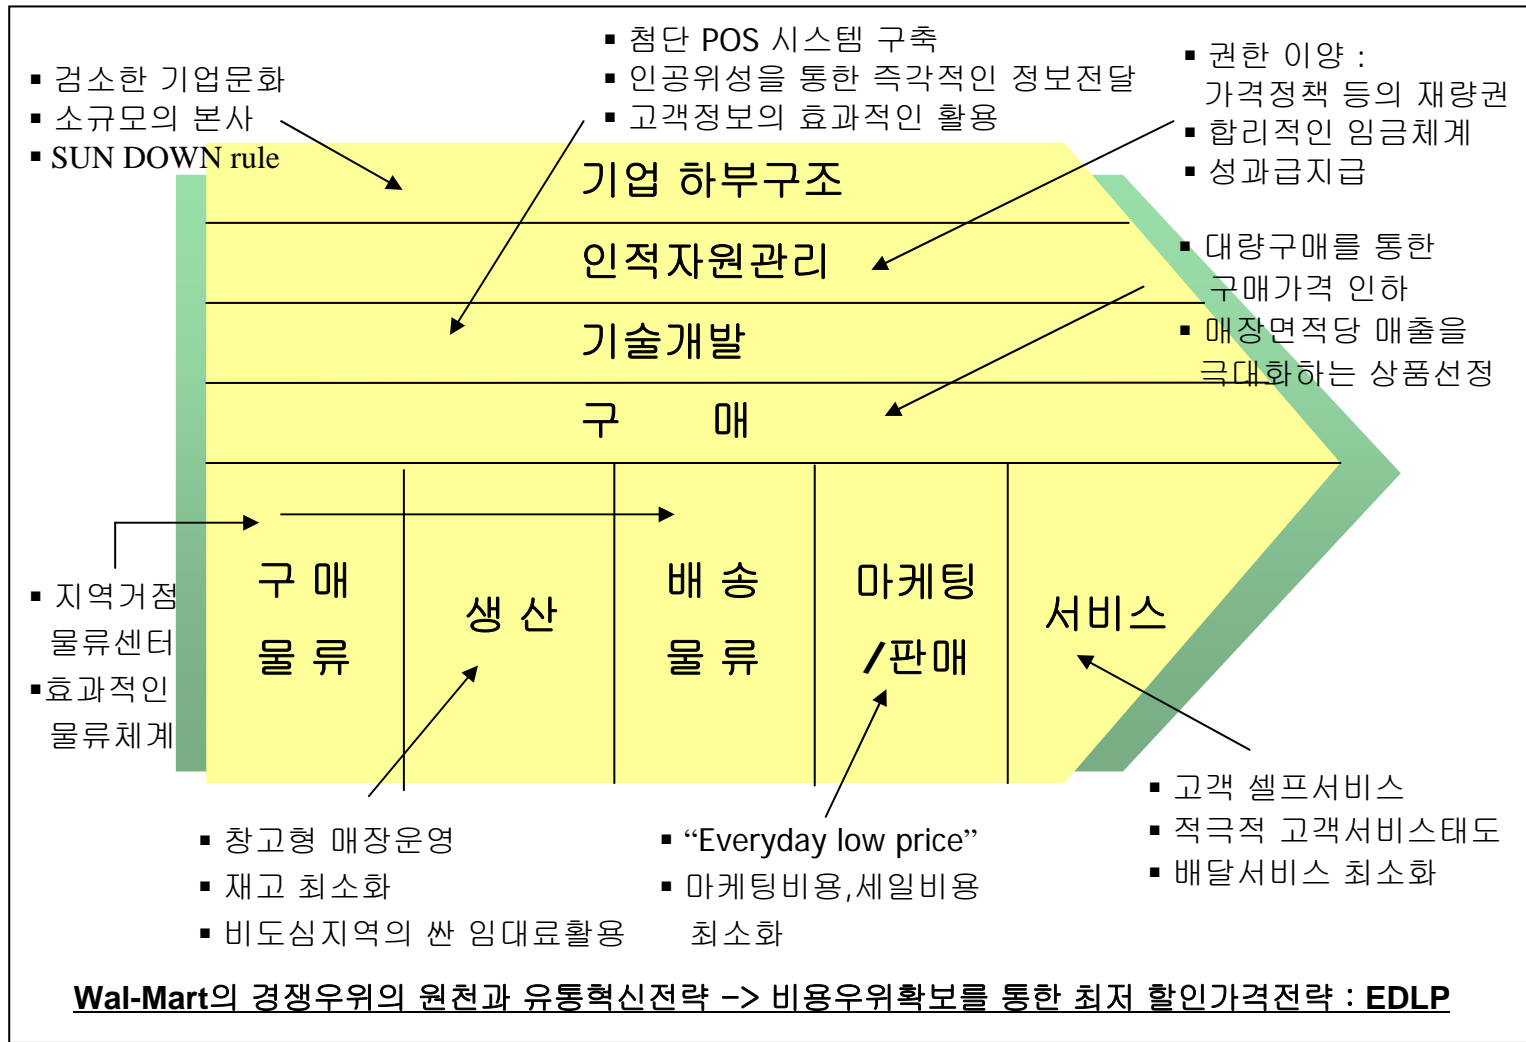 ▪ 검소한 기업문화
▪ 소규모의 본사
▪ SUN DOWN rule
▪ 첨단 POS 시스템 구축
▪ 인공위성을 통한 즉각적인 정보전달
▪ 고객정보의 효과적인 활용
▪ 권한 이양 :
가격정책 등의 재량권
▪ 합리적인 임금체계
▪ 성과급지급
▪ 대량구매를 통한
구매가격 인하
▪ 매장면적당 매출을
극대화하는 상품선정
기업 하부구조
인적자원관리
기술개발
구 매
구 매
물 류
생 산
배 송
물 류
마케팅
/판매
서비스
▪ 지역거점
물류센터
▪효과적인
물류체계
▪ 창고형 매장운영
▪ 재고 최소화
▪ 비도심지역의 싼 임대료활용
▪ “Everyday low price”
▪ 마케팅비용,세일비용
최소화
▪ 고객 셀프서비스
▪ 적극적 고객서비스태도
▪ 배달서비스 최소화
Wal-Mart의 경쟁우위의 원천과 유통혁신전략 –> 비용우위확보를 통한 최저 할인가격전략 : EDLP